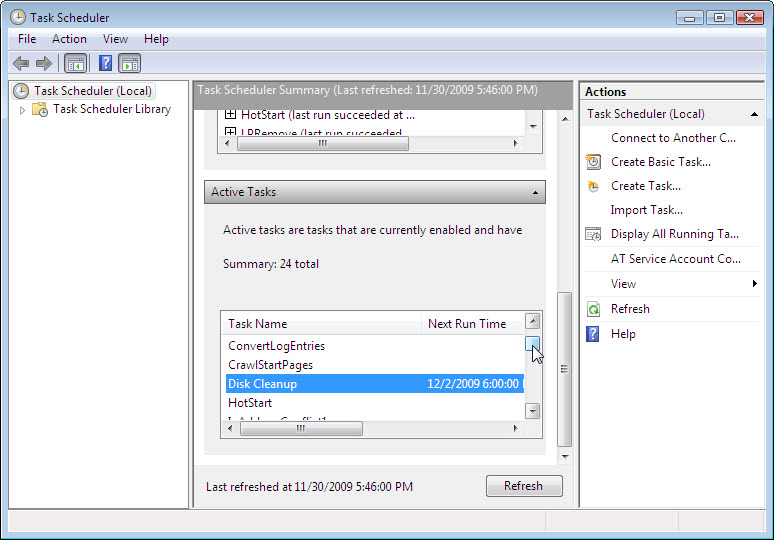 Task Scheduler
File Action View Help
Task Scheduler (Local)
Task Scheduler Library
Task Scheduler Summary (Last refreshed: 11/30/2009 5:46:00 PM)
HotStart (last run succeeded at ...
LPRemove (last run succeeded
Active Tasks
Active tasks are tasks that are currently enabled and have
Summary: 24 total
Task Name Next Run Time
ConvertLogEntries
CrawlStartPages
Disk Cleanup 12/2/2009 6:00:00
HotStart
Last refreshed at 11/30/2009 5:46:00 PM
Refresh
Actions
Task Scheduler (Local)
Connect to Another C...
Create Basic Task...
Create Task...
Import Task...
Display All Running Ta...
AT Service Account Co...
View
Refresh
Help